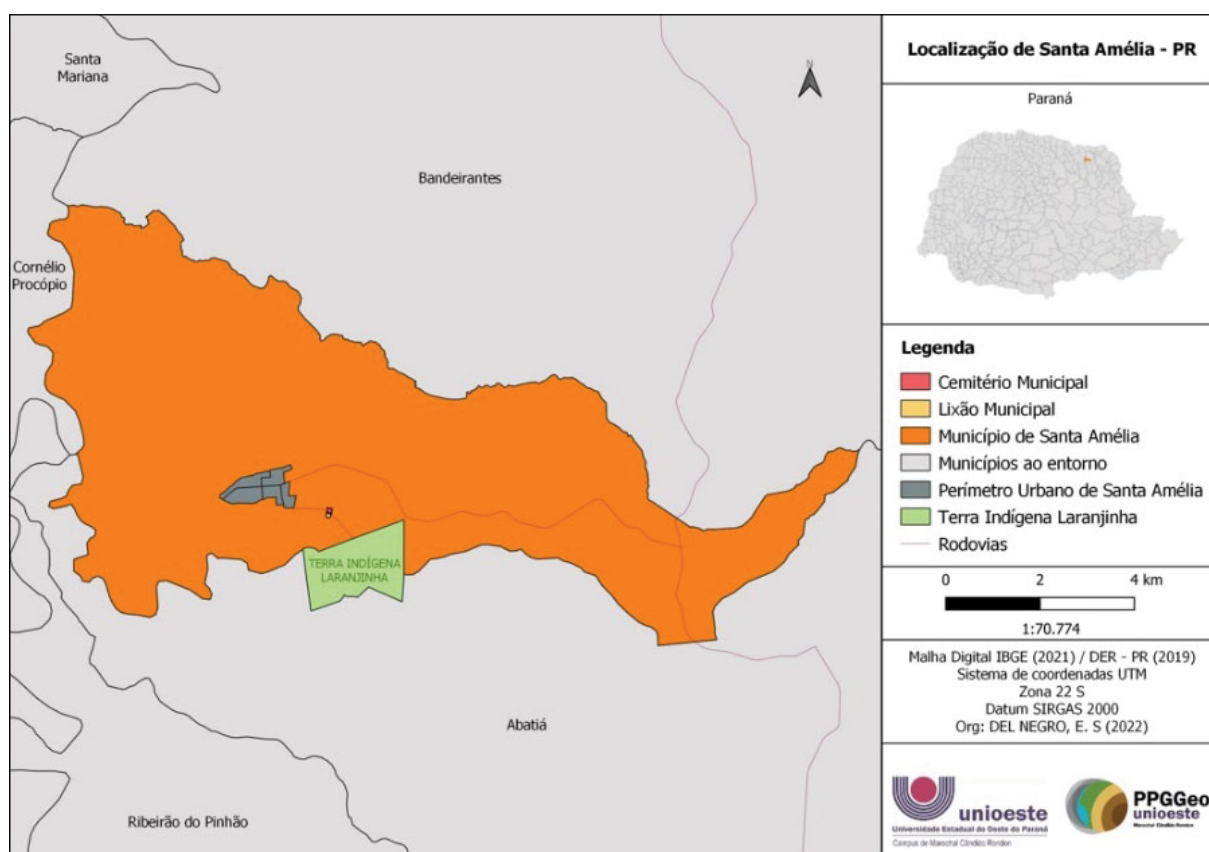 Santa
Mariana
Bandeirantes
Cornélio
Procópio
TERRA INDÍGENA
LARANJINHA
Abatiá
Ribeirão do Pinhão
N
Localização de Santa Amélia - PR
Paraná
Legenda
Cemitério Municipal
Lixão Municipal
Município de Santa Amélia
Municípios ao entorno
Perímetro Urbano de Santa Amélia
Terra Indígena Laranjinha
Rodovias
0 2 4 km
1:70.774
Malha Digital IBGE (2021) / DER - PR (2019)
Sistema de coordenadas UTM
Zona 22 S
Datum SIRGAS 2000
Org: DEL NEGRO, E. S (2022)
unioeste
Universidade Estadual do Oeste do Paraná
Campus de Marechal Cândido Rondon
PPGGeo
unioeste
Marechal Cândido Rondon